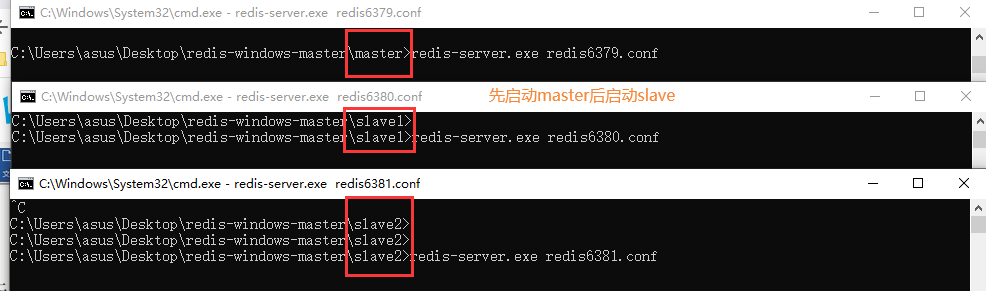 C:\Windows\System32\cmd.exe - redis-server.exe  redis6379.conf
C:\Users\asus\Desktop\redis-windows-master\master>redis-server.exe redis6379.conf
C:\Windows\System32\cmd.exe - redis-server.exe  redis6380.conf
先启动master后启动slave
C:\Users\asus\Desktop\redis-windows-master\slave1>
C:\Users\asus\Desktop\redis-windows-master\slave1>redis-server.exe redis6380.conf
C:\Windows\System32\cmd.exe - redis-server.exe  redis6381.conf
^C
C:\Users\asus\Desktop\redis-windows-master\slave2>
C:\Users\asus\Desktop\redis-windows-master\slave2>
C:\Users\asus\Desktop\redis-windows-master\slave2>redis-server.exe redis6381.conf